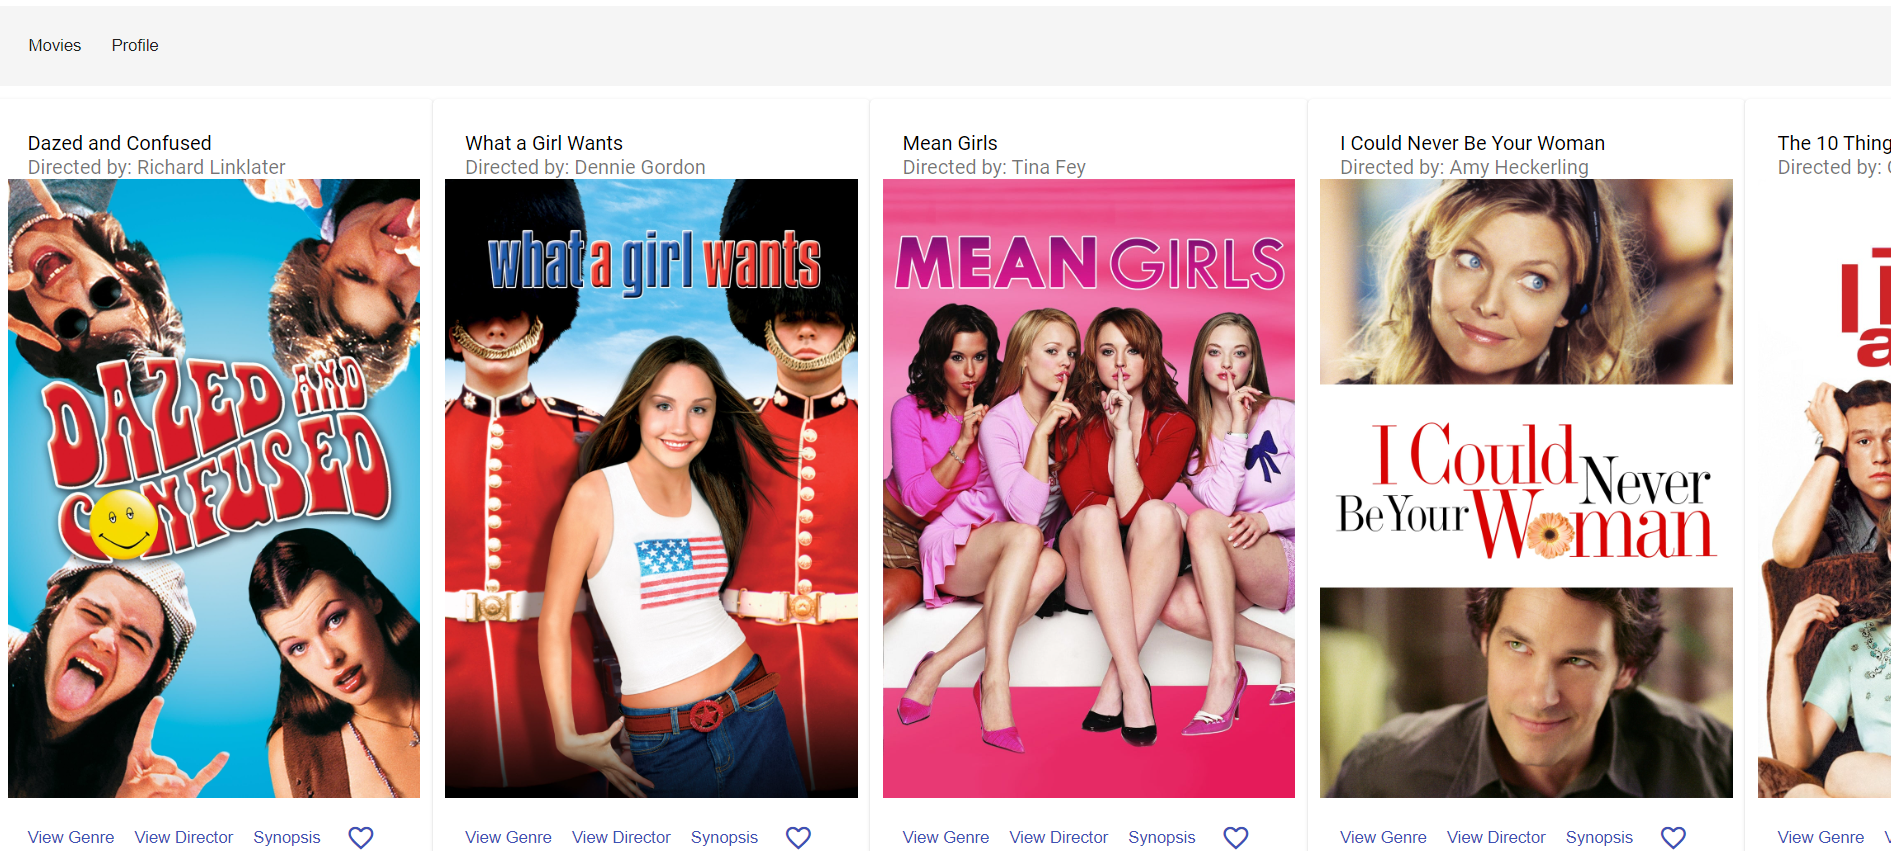 Movies Profile
Dazed and Confused
Directed by: Richard Linklater
DAZED AND
CONFUSED
View Genre View Director Synopsis
What a Girl Wants
Directed by: Dennie Gordon
what a girl wants
View Genre View Director Synopsis
Mean Girls
Directed by: Tina Fey
MEAN GIRLS
View Genre View Director Synopsis
I Could Never Be Your Woman
Directed by: Amy Heckerling
I Could Never
Be Your Woman
View Genre View Director Synopsis
The 10 Thing
Directed by:
View Genre